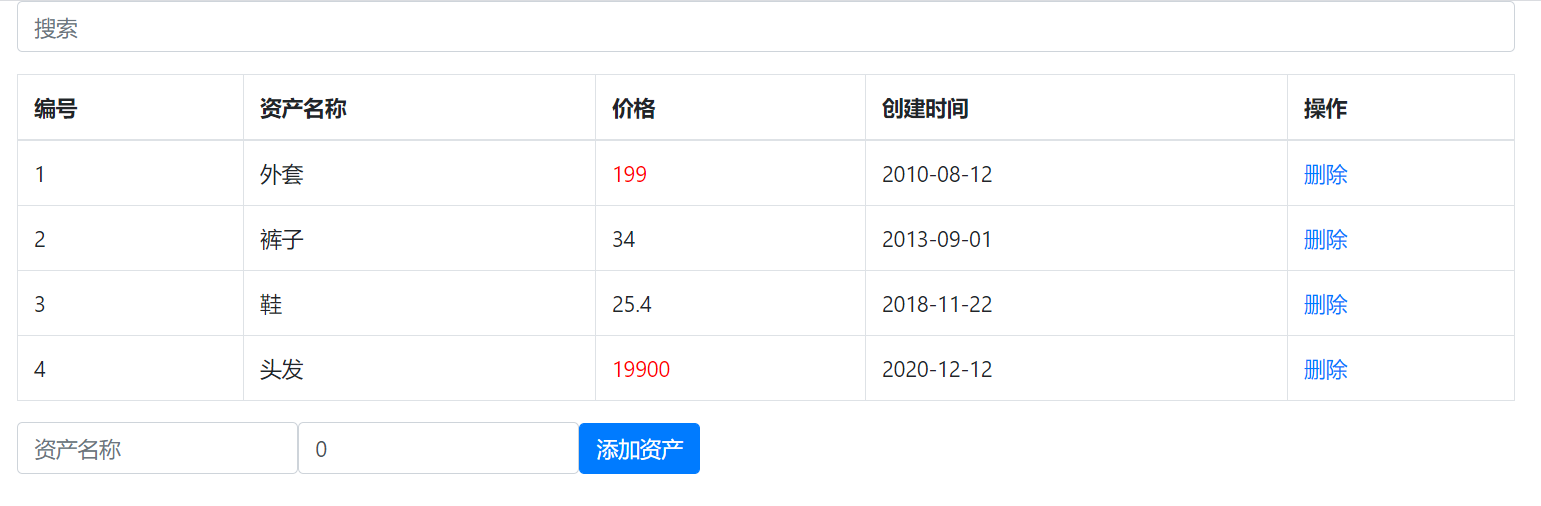 搜索
编号 资产名称 价格 创建时间 操作
1 外套 199 2010-08-12 删除
2 裤子 34 2013-09-01 删除
3 鞋 25.4 2018-11-22 删除
4 头发 19900 2020-12-12 删除
资产名称 0 添加资产